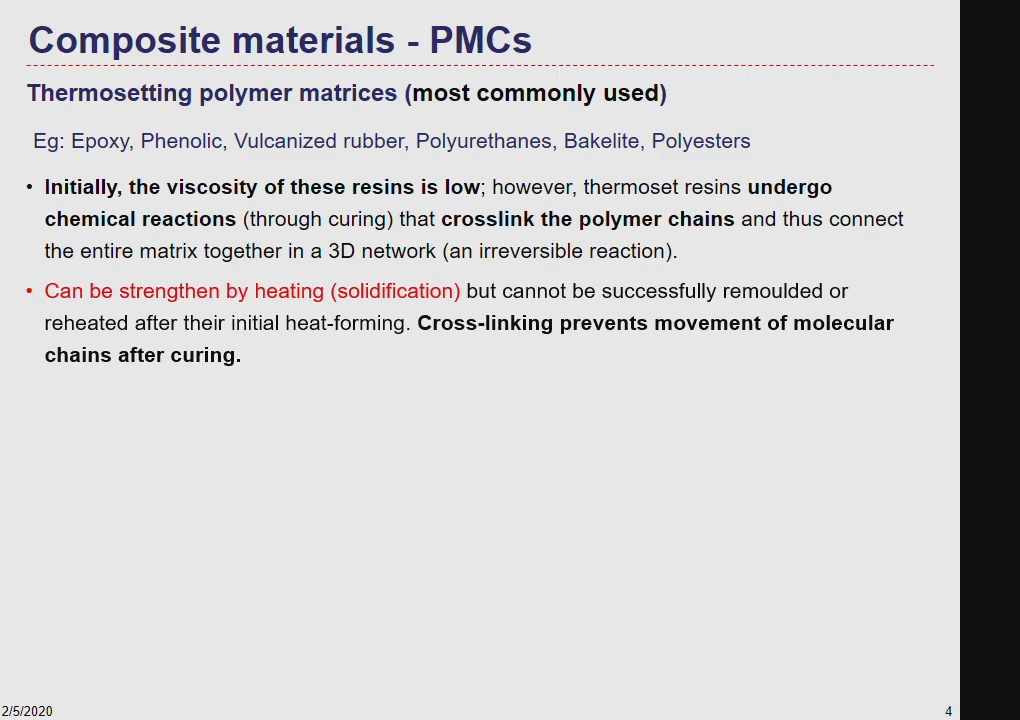 Composite materials - PMCs
Thermosetting polymer matrices (most commonly used)
Eg: Epoxy, Phenolic, Vulcanized rubber, Polyurethanes, Bakelite, Polyesters
• Initially, the viscosity of these resins is low; however, thermoset resins undergo
chemical reactions (through curing) that crosslink the polymer chains and thus connect
the entire matrix together in a 3D network (an irreversible reaction).
• Can be strengthen by heating (solidification) but cannot be successfully remoulded or
reheated after their initial heat-forming. Cross-linking prevents movement of molecular
chains after curing.
2/5/2020
4